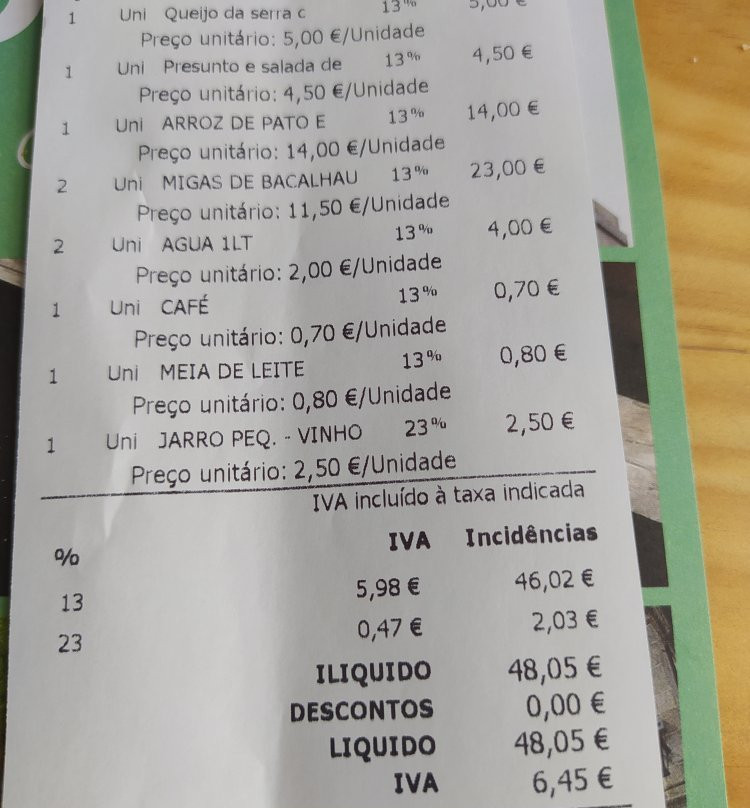 1 Uni Queijo da serra c 13% 5,00 €
Preço unitário: 5,00 €/Unidade
1 Uni Presunto e salada de 13% 4,50 €
Preço unitário: 4,50 €/Unidade
1 Uni ARROZ DE PATO E 13% 14,00 €
Preço unitário: 14,00 €/Unidade
2 Uni MIGAS DE BACALHAU 13% 23,00 €
Preço unitário: 11,50 €/Unidade
2 Uni AGUA 1LT 13% 4,00 €
Preço unitário: 2,00 €/Unidade
1 Uni CAFÉ 13% 0,70 €
Preço unitário: 0,70 €/Unidade
1 Uni MEIA DE LEITE 13% 0,80 €
Preço unitário: 0,80 €/Unidade
1 Uni JARRO PEQ. - VINHO 23% 2,50 €
Preço unitário: 2,50 €/Unidade
IVA incluído à taxa indicada
% IVA Incidências
13 5,98 € 46,02 €
23 0,47 € 2,03 €
ILIQUIDO 48,05 €
DESCONTOS 0,00 €
LIQUIDO 48,05 €
IVA 6,45 €